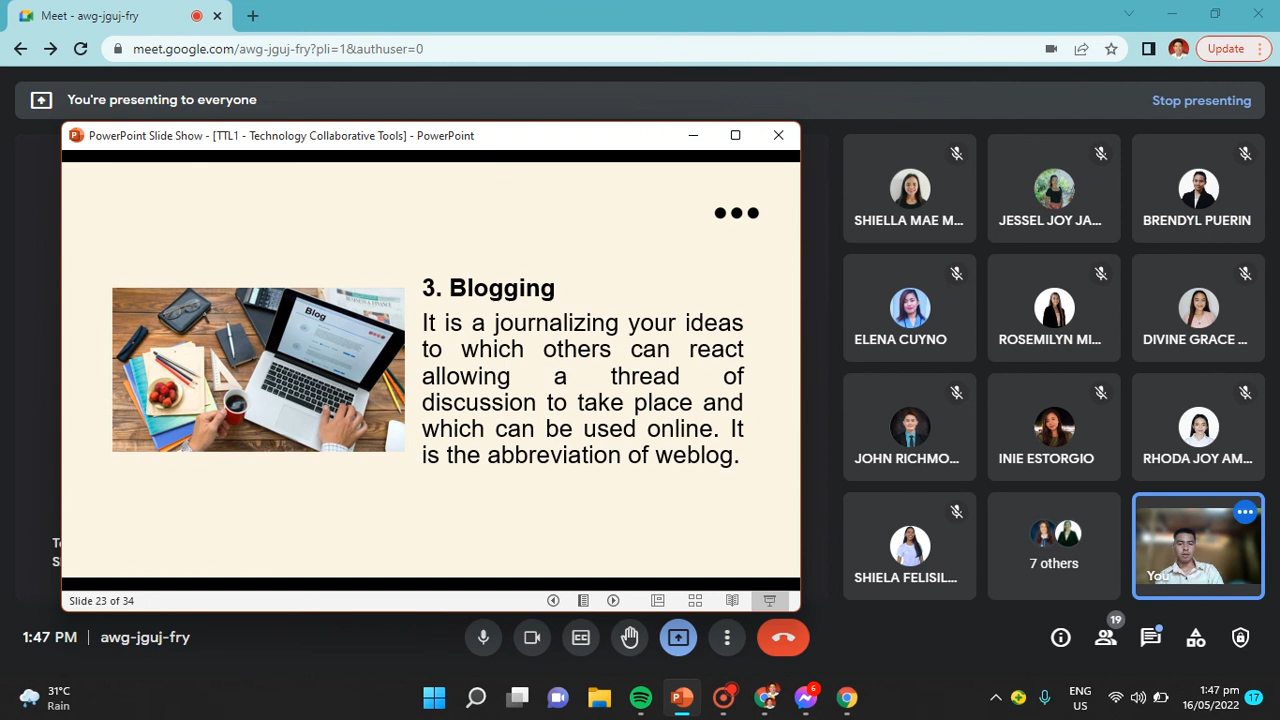 Meet - awg-jguj-fry
meet.google.com/awg-jguj-fry?pli=1&authuser=0
Update
You're presenting to everyone
Stop presenting
PowerPoint Slide Show - [TTL1 - Technology Collaborative Tools] - PowerPoint
3. Blogging
It is a journalizing your ideas
to which others can react
allowing a thread of
discussion to take place and
which can be used online. It
is the abbreviation of weblog.
Blog
Slide 23 of 34
SHIELLA MAE M...
JESSEL JOY JA...
BRENDYL PUERIN
ELENA CUYNO
ROSEMILYN MI...
DIVINE GRACE ...
JOHN RICHMO...
INIE ESTORGIO
RHODA JOY AM...
SHIELA FELISIL...
7 others
You
1:47 PM | awg-jguj-fry
CC
19
31°C
Rain
6
ENG
US
1:47 pm
16/05/2022
17